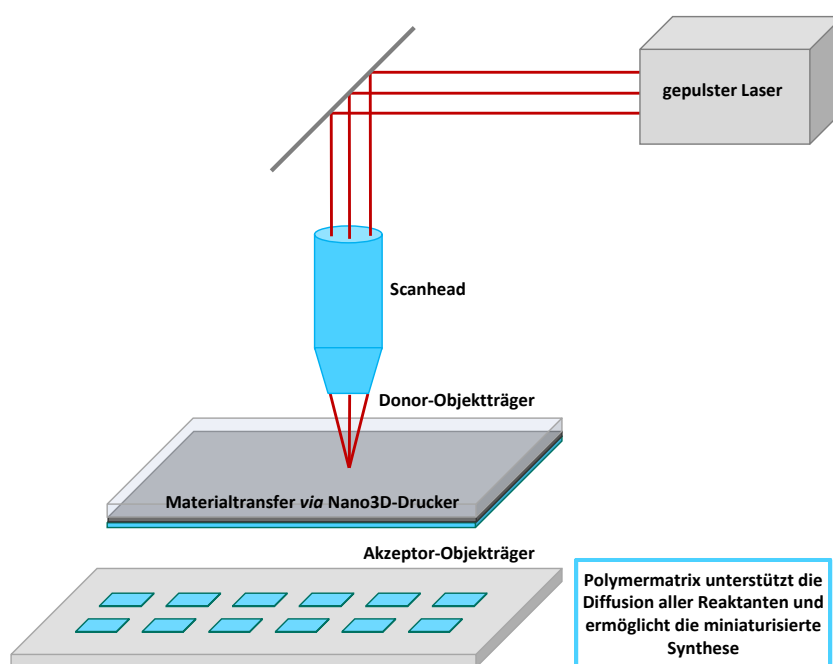 gepulster Laser
Scanhead
Donor-Objektträger
Materialtransfer via Nano3D-Drucker
Akzeptor-Objekträger
Polymermatrix unterstützt die
Diffusion aller Reaktanten und
ermöglicht die miniaturisierte
Synthese